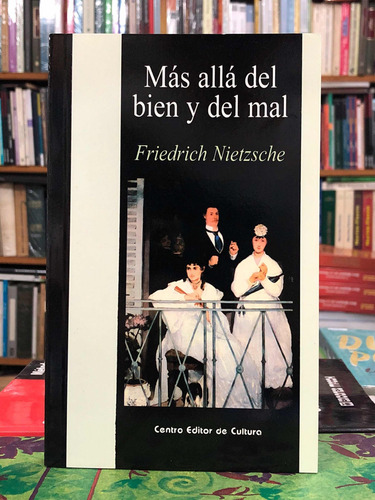 Más allá del
bien y del mal
Friedrich Nietzsche
Centro Editor de Cultura